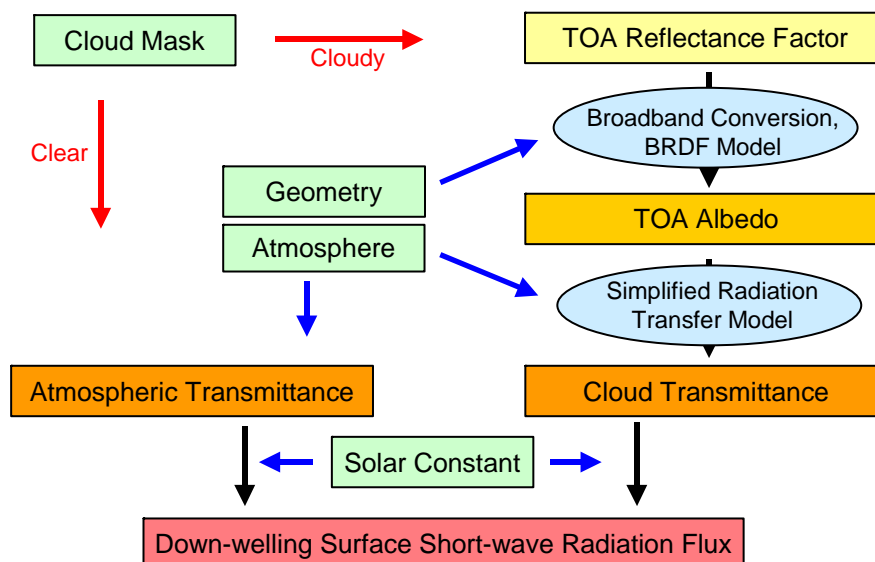 Cloud Mask
Cloudy
TOA Reflectance Factor
Clear
Broadband Conversion,
BRDF Model
Geometry
TOA Albedo
Atmosphere
Simplified Radiation
Transfer Model
Atmospheric Transmittance
Cloud Transmittance
Solar Constant
Down-welling Surface Short-wave Radiation Flux